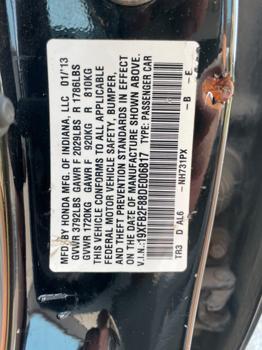 MFD. BY HONDA MFG. OF INDIANA, LLC 01/'13
GVWR 3792LBS GAWR F 2029LBS R 1786LBS
GVWR 1720KG GAWR F 920KG R 810KG
THIS VEHICLE CONFORMS TO ALL APPLICABLE
FEDERAL MOTOR VEHICLE SAFETY, BUMPER,
AND THEFT PREVENTION STANDARDS IN EFFECT
ON THE DATE OF MANUFACTURE SHOWN ABOVE.
V.I.N.:19XFB2F88DE006817 TYPE: PASSENGER CAR
NH731PX -B -E
TR3 D AL6